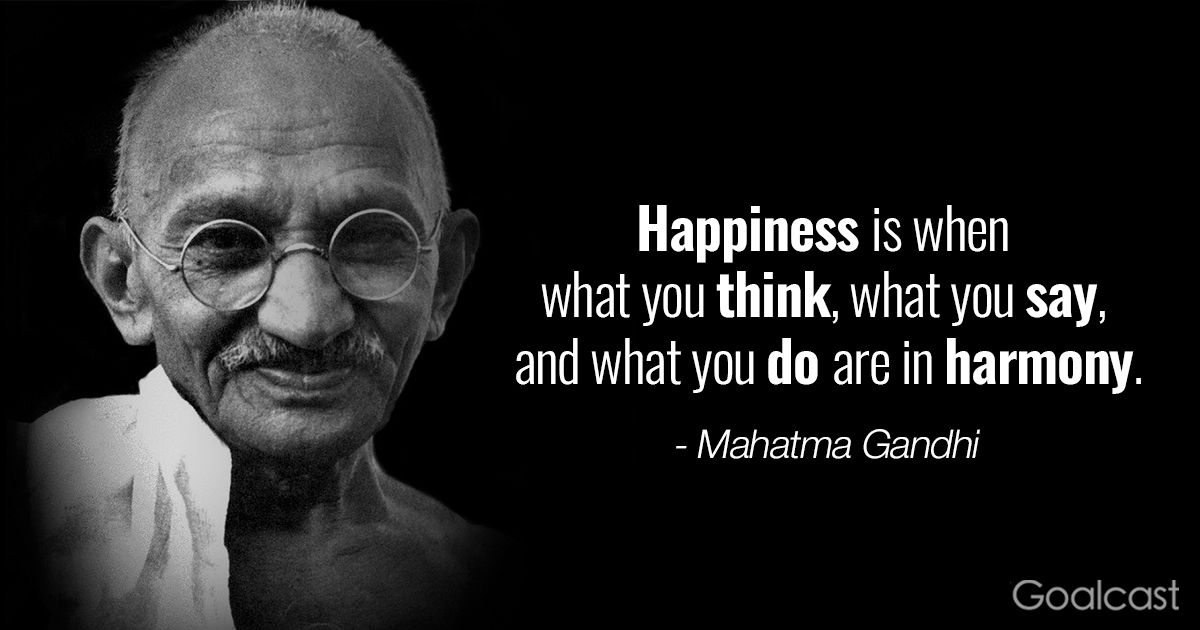 Happiness is when
what you think, what you say,
and what you do are in harmony.
- Mahatma Gandhi
Goalcast